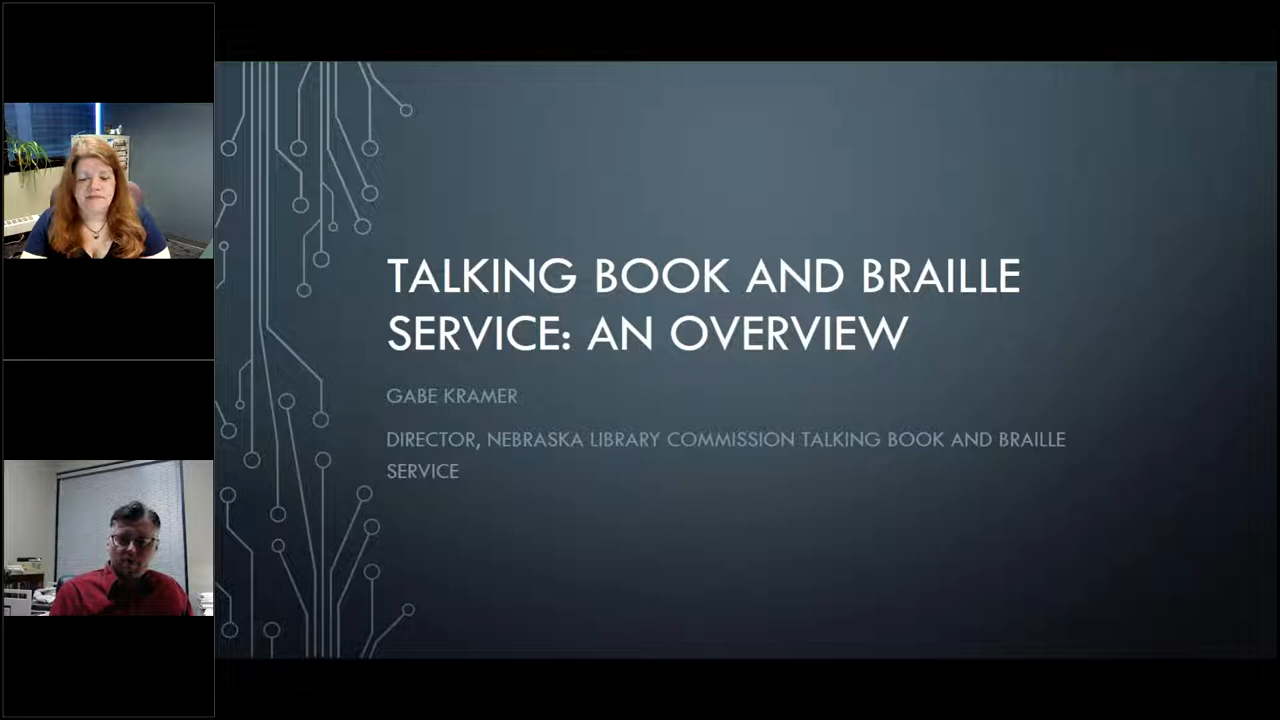 TALKING BOOK AND BRAILLE
SERVICE: AN OVERVIEW
GABE KRAMER
DIRECTOR, NEBRASKA LIBRARY COMMISSION TALKING BOOK AND BRAILLE
SERVICE